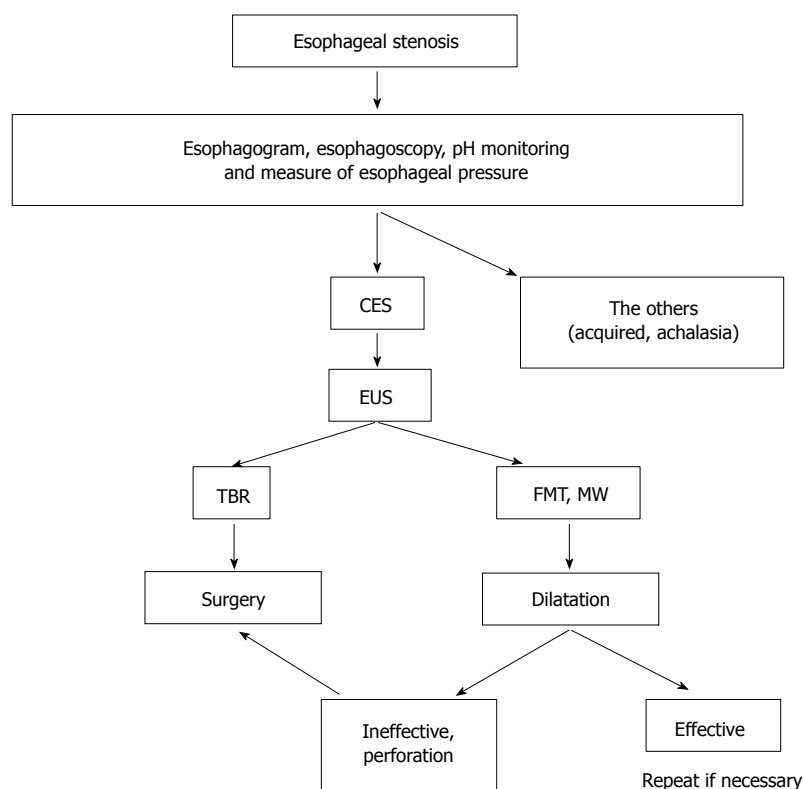 Esophageal stenosis
Esophagogram, esophagoscopy, pH monitoring
and measure of esophageal pressure
CES
The others
(acquired, achalasia)
EUS
TBR
FMT, MW
Surgery
Dilatation
Ineffective,
perforation
Effective
Repeat if necessary